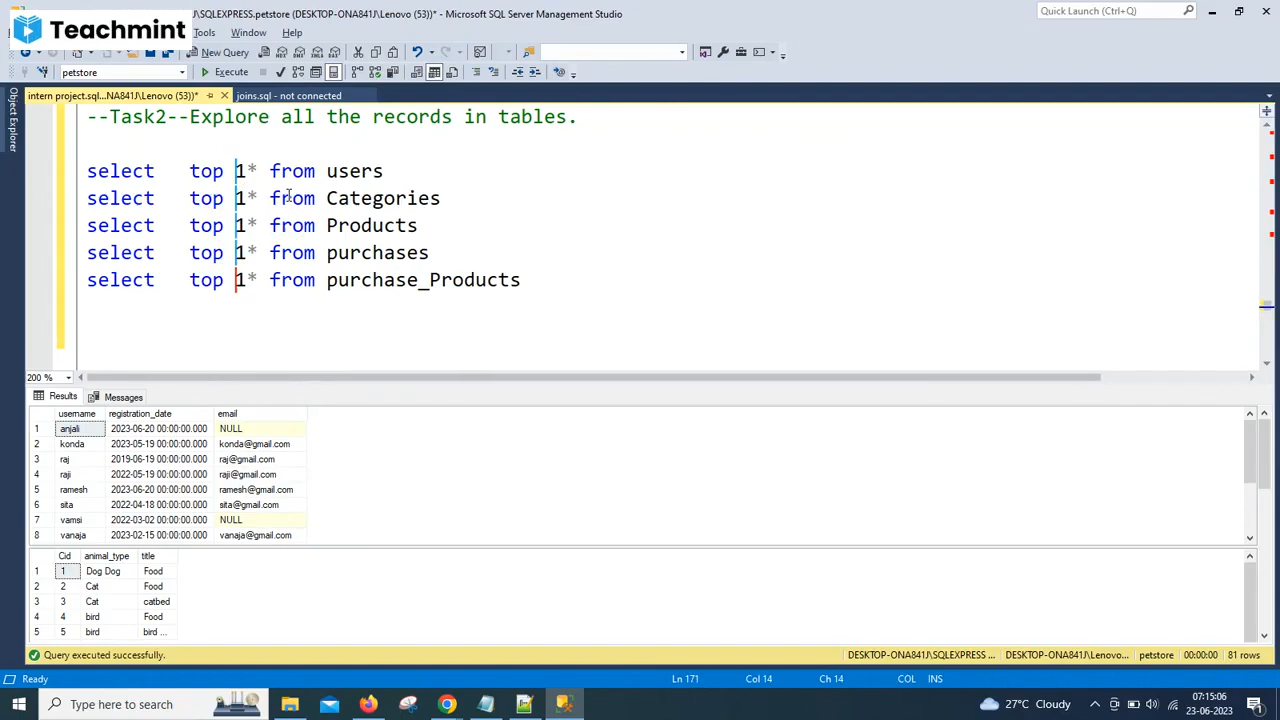 Teachmint
\SQLEXPRESS.petstore (DESKTOP-ONA841J\Lenovo (53))* - Microsoft SQL Server Management Studio
Quick Launch (Ctrl+Q)
Tools Window Help
New Query
petstore
Execute
intern project.sql...NA841J\Lenovo (53))*
joins.sql - not connected
Object Explorer
--Task2--Explore all the records in tables.
select top 1* from users
select top 1* from Categories
select top 1* from Products
select top 1* from purchases
select top 1* from purchase_Products
200 %
Results Messages
username registration_date email
1 anjali 2023-06-20 00:00:00.000 NULL
2 konda 2023-05-19 00:00:00.000 konda@gmail.com
3 raj 2019-06-19 00:00:00.000 raj@gmail.com
4 raji 2022-05-19 00:00:00.000 raji@gmail.com
5 ramesh 2023-06-20 00:00:00.000 ramesh@gmail.com
6 sita 2022-04-18 00:00:00.000 sita@gmail.com
7 vamsi 2022-03-02 00:00:00.000 NULL
8 vanaja 2023-02-15 00:00:00.000 vanaja@gmail.com
Cid animal_type title
1 1 Dog Dog Food
2 2 Cat Food
3 3 Cat catbed
4 4 bird Food
5 5 bird bird ...
Query executed successfully.
DESKTOP-ONA841J\SQLEXPRESS ... DESKTOP-ONA841J\Lenovo... petstore 00:00:00 81 rows
Ready
Ln 171 Col 14 Ch 14 COL INS
Type here to search
27°C Cloudy
07:15:06
23-06-2023